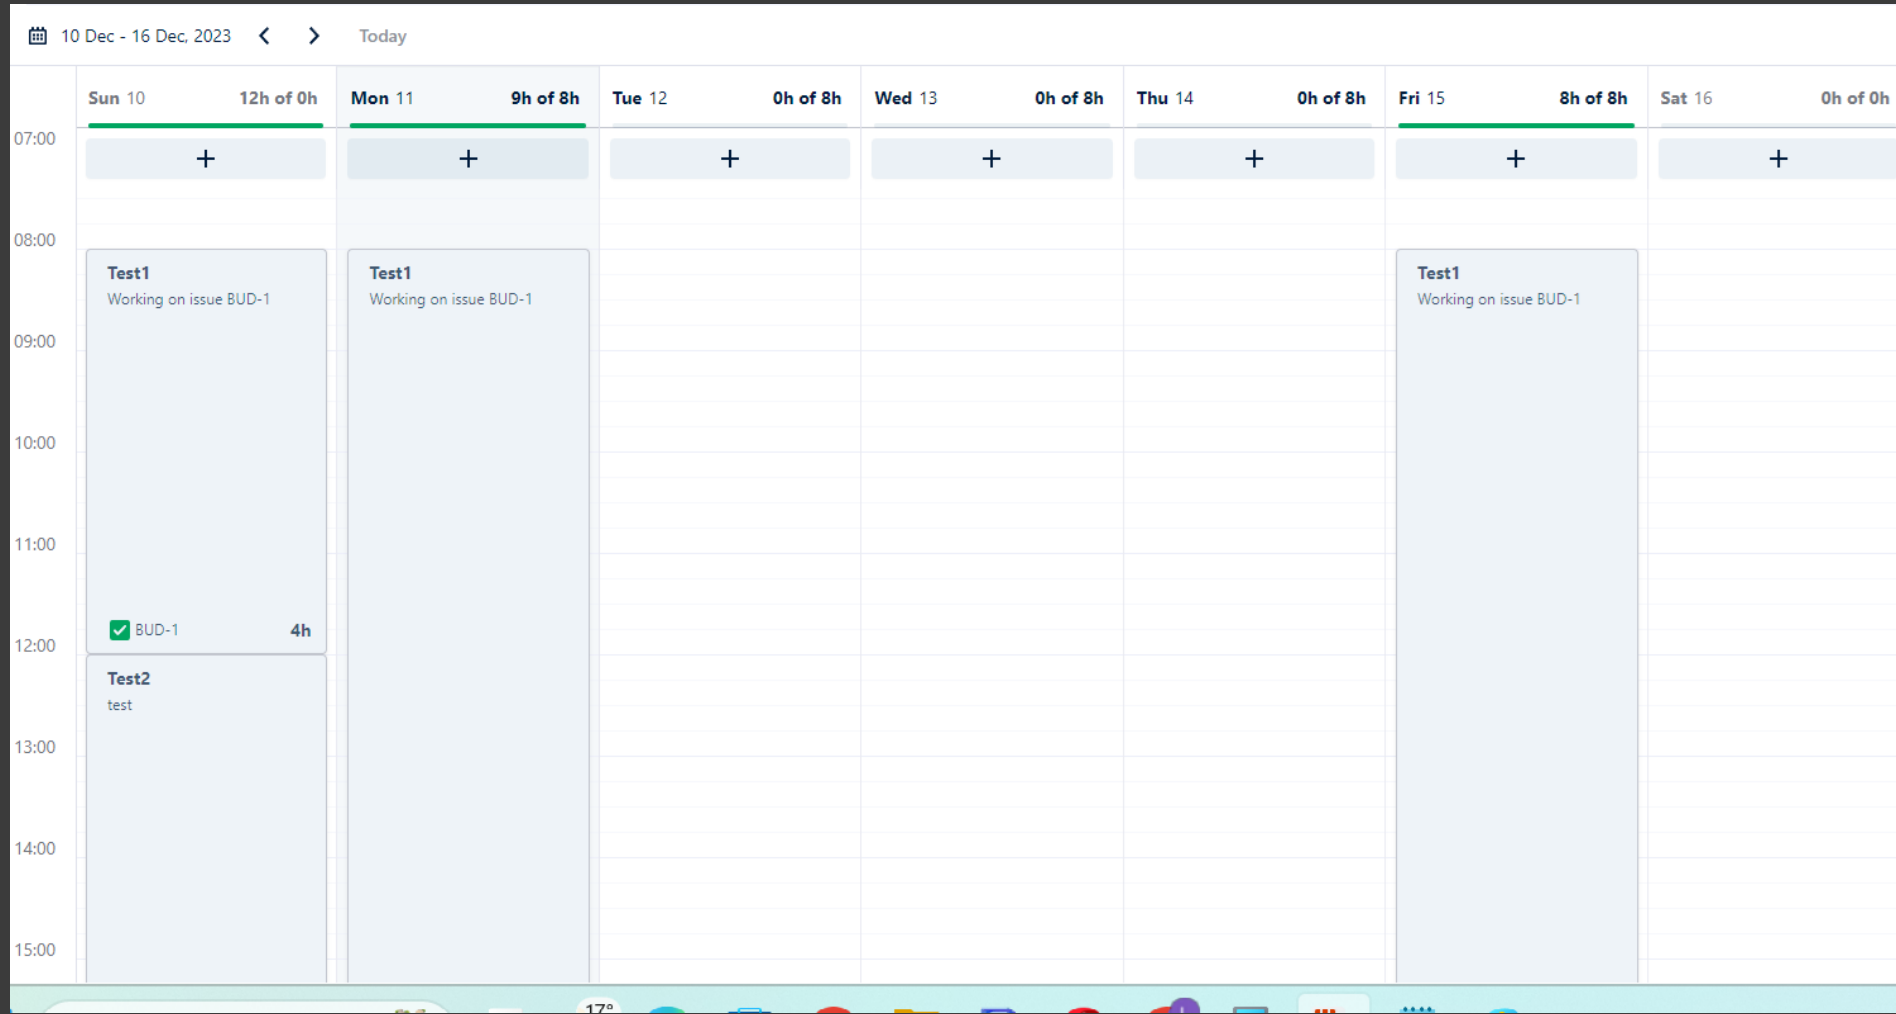 10 Dec - 16 Dec, 2023 Today
Sun 10 12h of 0h Mon 11 9h of 8h Tue 12 0h of 8h Wed 13 0h of 8h Thu 14 0h of 8h Fri 15 8h of 8h Sat 16 0h of 0h
07:00
+ + + + + + +
08:00
Test1 Test1 Test1
Working on issue BUD-1 Working on issue BUD-1 Working on issue BUD-1
09:00
10:00
11:00
BUD-1 4h
12:00
Test2
test
13:00
14:00
15:00
17°